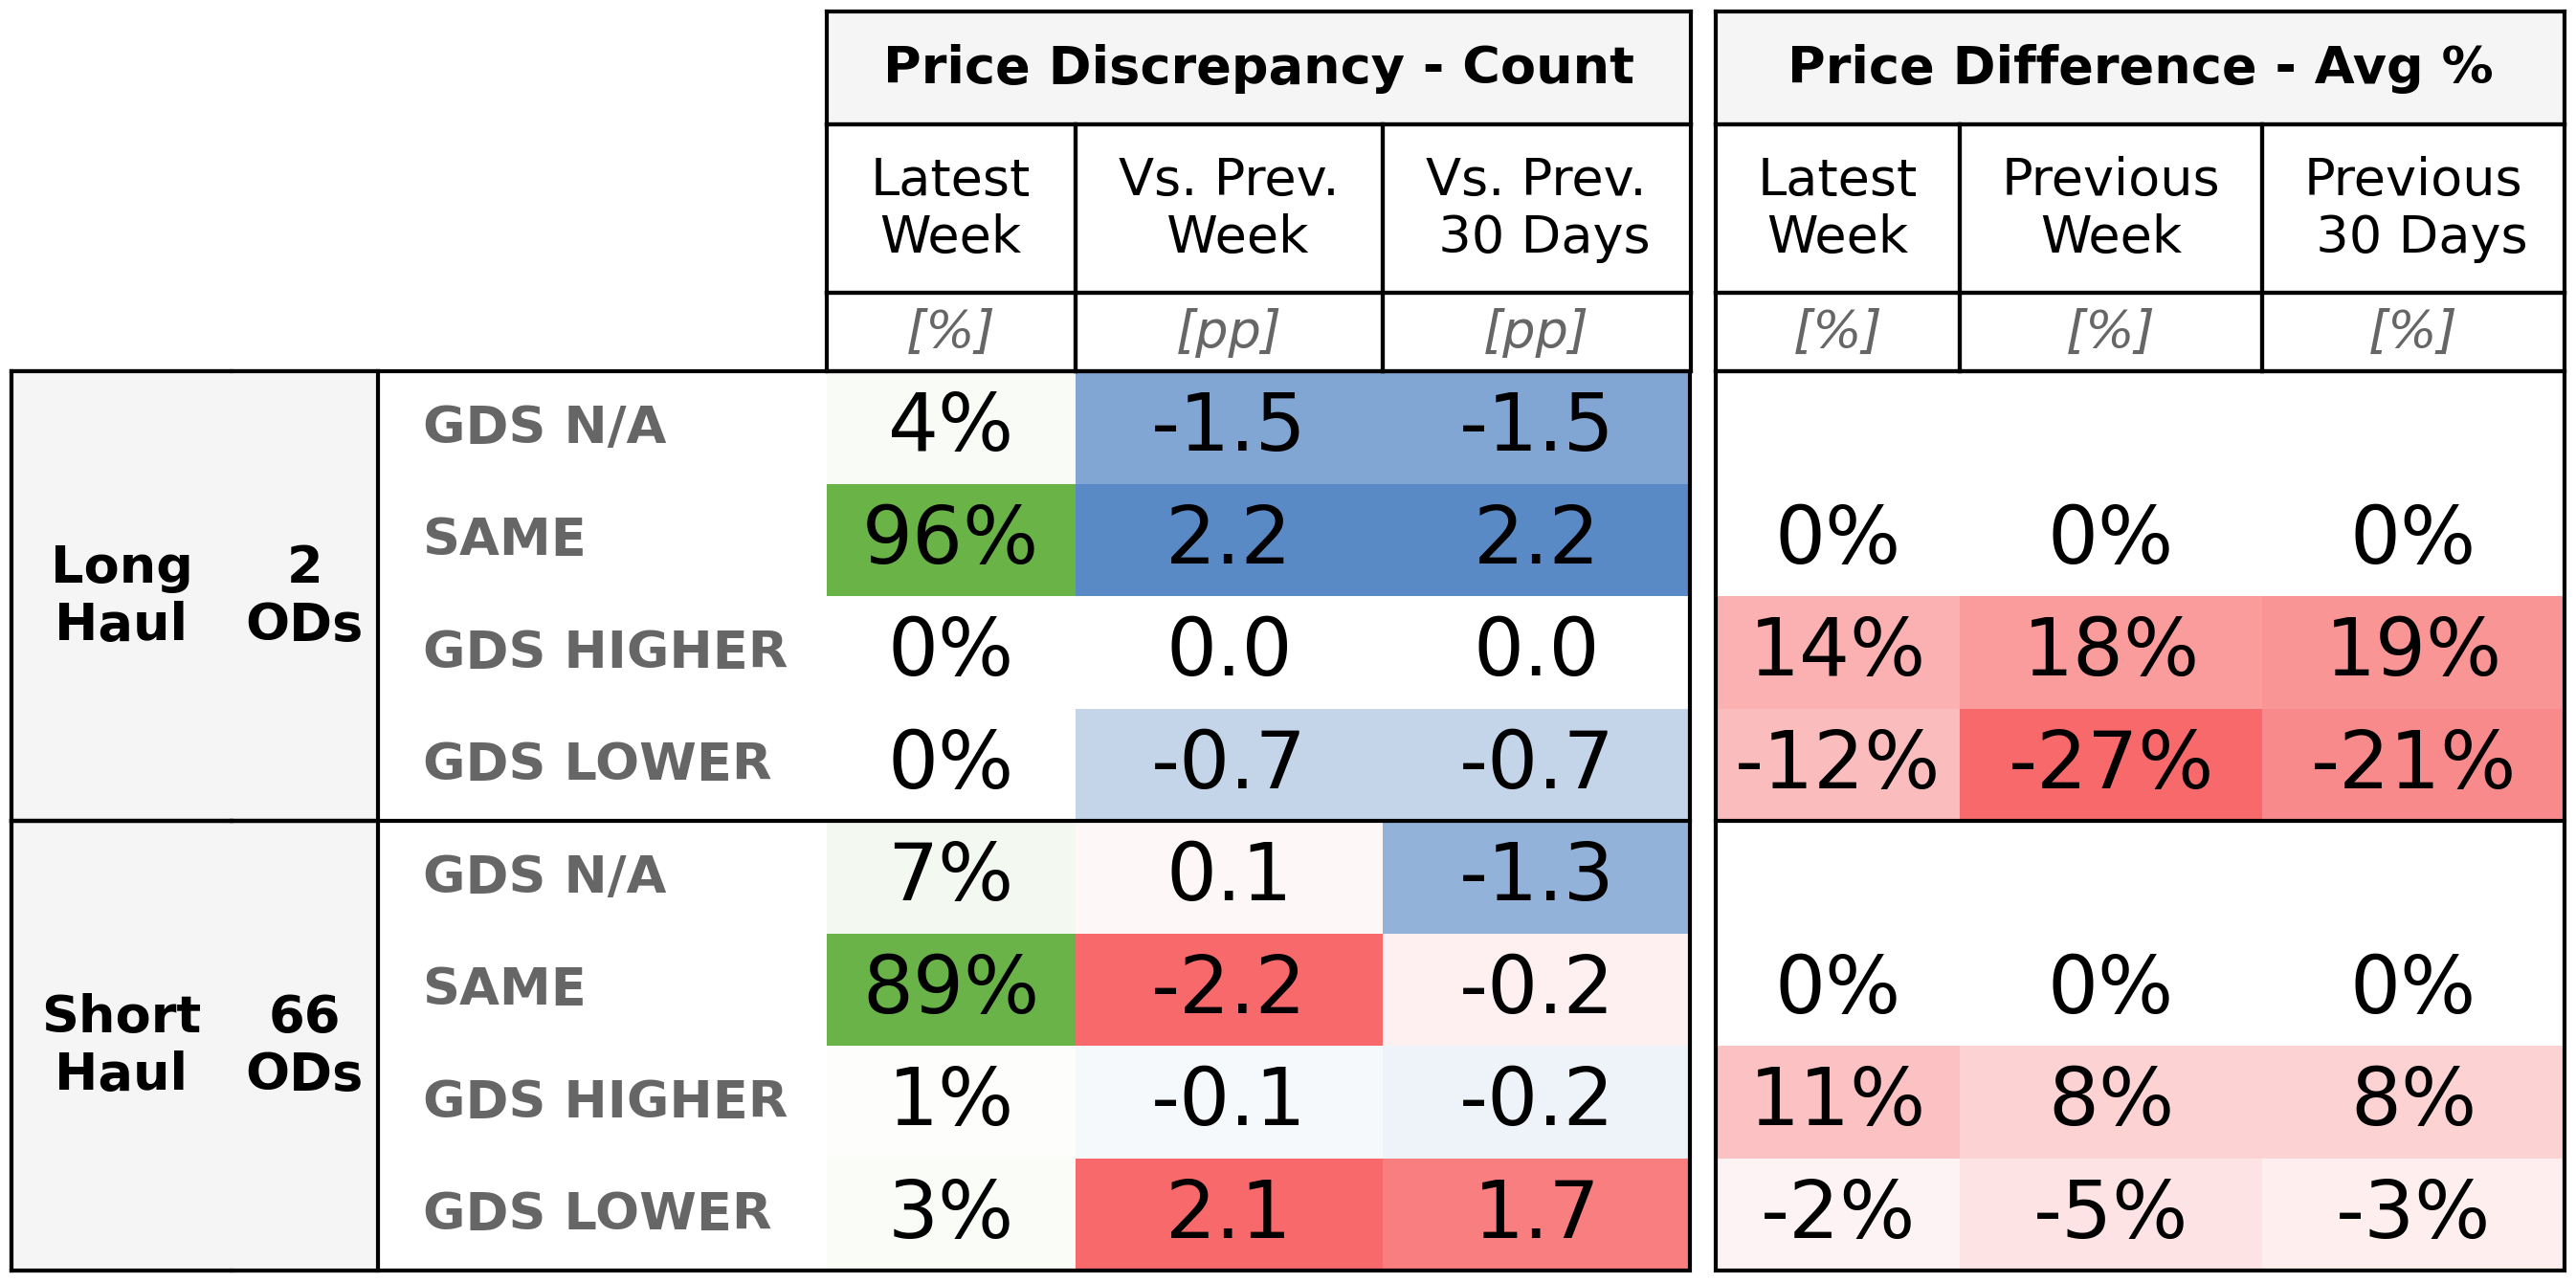 Price Discrepancy - Count Price Difference - Avg %
Latest Week Vs. Prev. Week Vs. Prev. 30 Days Latest Week Previous Week Previous 30 Days
[%] [pp] [pp] [%] [%] [%]
Long Haul 2 ODs
GDS N/A 4% -1.5 -1.5
SAME 96% 2.2 2.2 0% 0% 0%
GDS HIGHER 0% 0.0 0.0 14% 18% 19%
GDS LOWER 0% -0.7 -0.7 -12% -27% -21%
Short Haul 66 ODs
GDS N/A 7% 0.1 -1.3
SAME 89% -2.2 -0.2 0% 0% 0%
GDS HIGHER 1% -0.1 -0.2 11% 8% 8%
GDS LOWER 3% 2.1 1.7 -2% -5% -3%